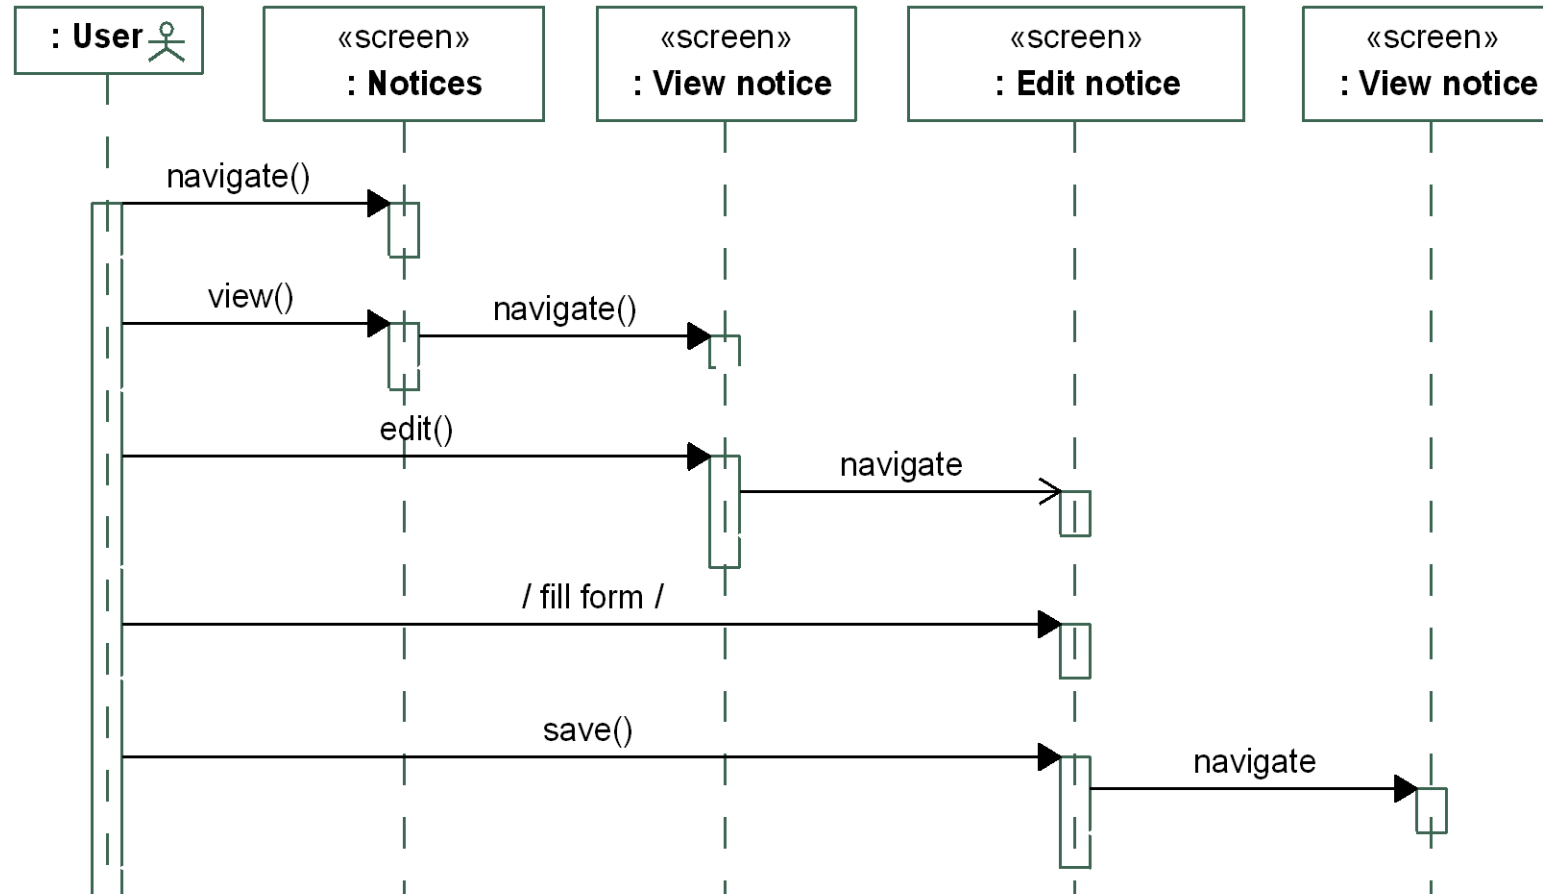 : User
«screen»
: Notices
«screen»
: View notice
«screen»
: Edit notice
«screen»
: View notice
navigate()
view()
navigate()
edit()
navigate
/ fill form /
save()
navigate